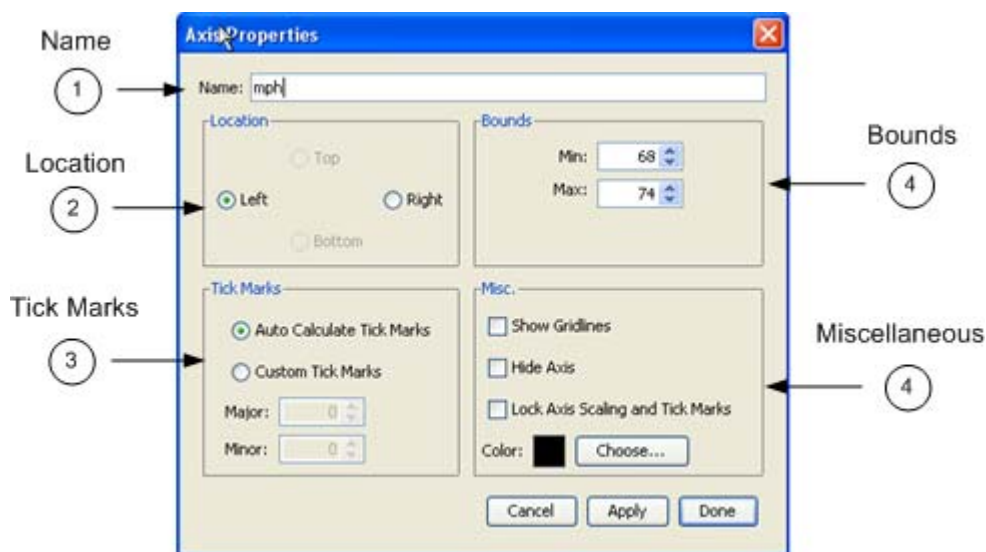 Axis Properties
Name
1
Name: mph
Location
2
Location
Top
Left
Right
Bottom
Bounds
Min: 68
Max: 74
Bounds
4
Tick Marks
3
Tick Marks
Auto Calculate Tick Marks
Custom Tick Marks
Major: 0
Minor: 0
Misc.
Show Gridlines
Hide Axis
Lock Axis Scaling and Tick Marks
Color: Choose...
Miscellaneous
4
Cancel Apply Done